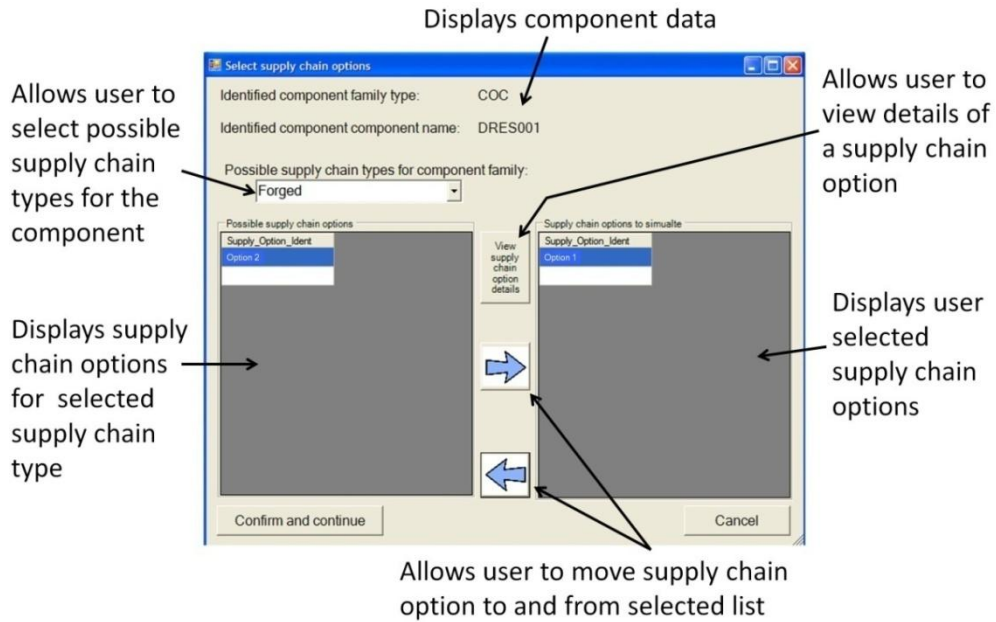 Displays component data
Select supply chain options
Identified component family type: COC
Identified component component name: DRES001
Possible supply chain types for component family:
Forged
Allows user to
select possible
supply chain
types for the
component
Allows user to
view details of
a supply chain
option
Possible supply chain options
Supply_Option_Ident
Option 2
View
supply
chain
option
details
Supply chain options to simualte
Supply_Option_Ident
Option 1
Displays supply
chain options
for selected
supply chain
type
Displays user
selected
supply chain
options
Confirm and continue
Cancel
Allows user to move supply chain
option to and from selected list